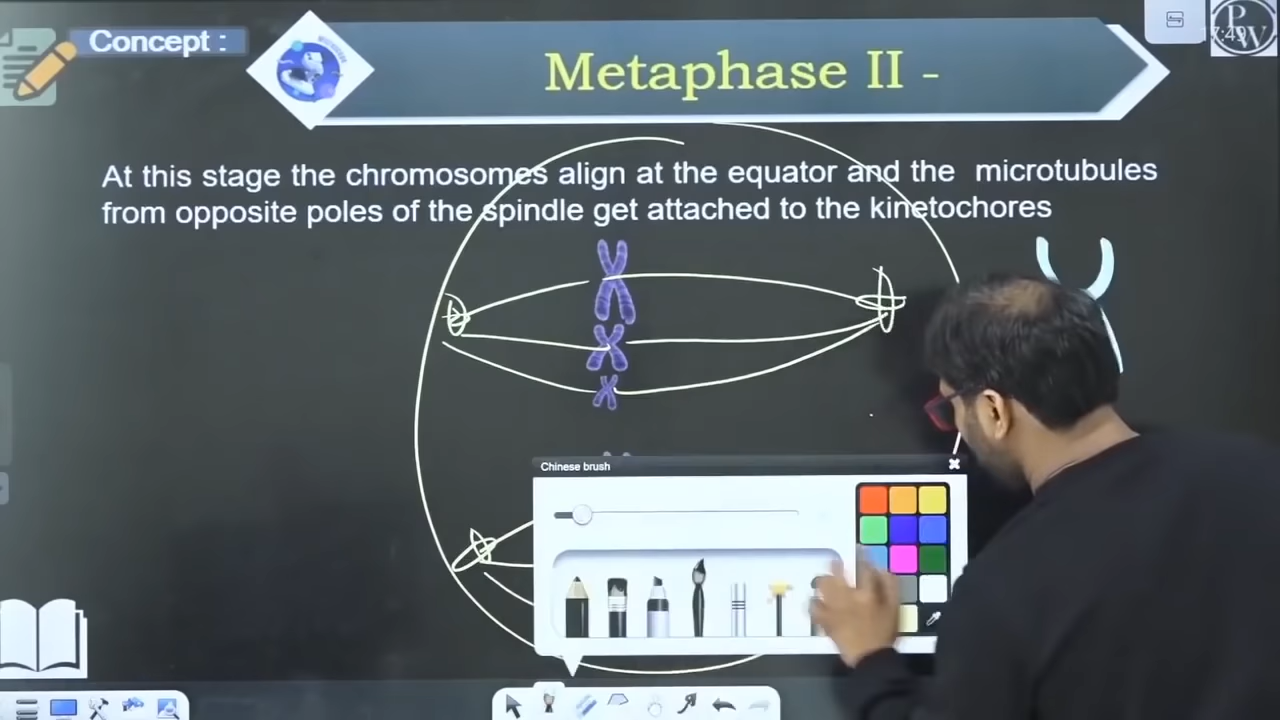 Concept :
Metaphase II -
PW
At this stage the chromosomes align at the equator and the microtubules
from opposite poles of the spindle get attached to the kinetochores
Chinese brush